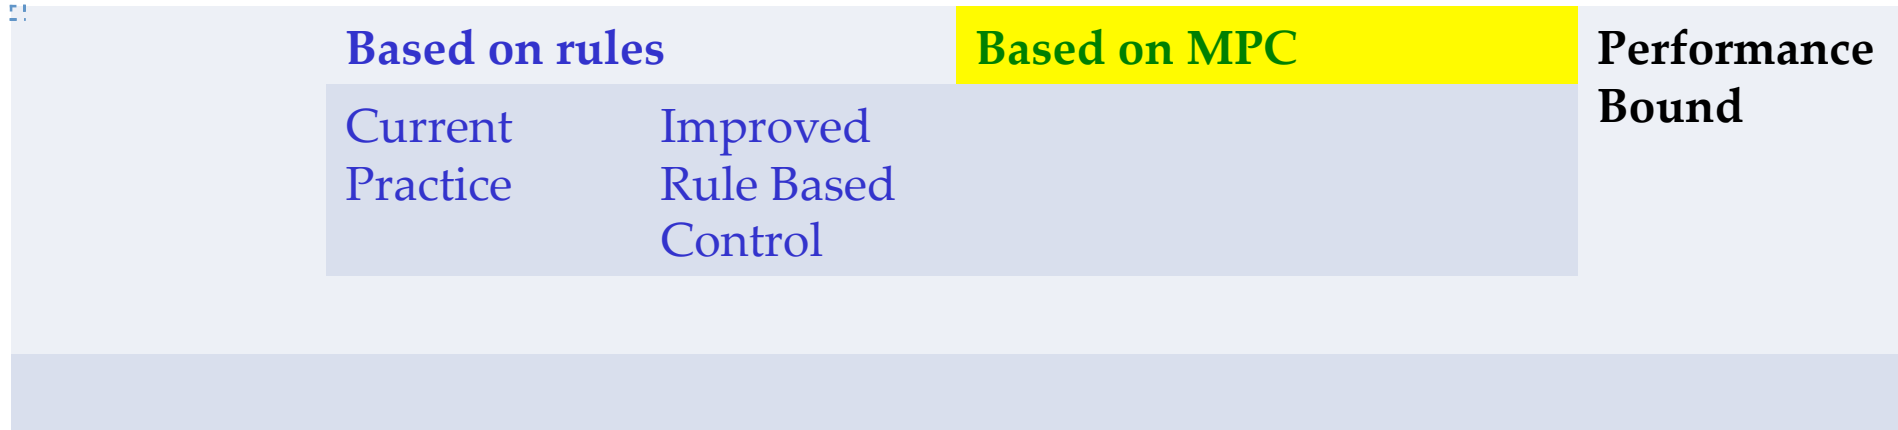 Based on rules
Based on MPC
Performance
Bound
Current
Practice
Improved
Rule Based
Control